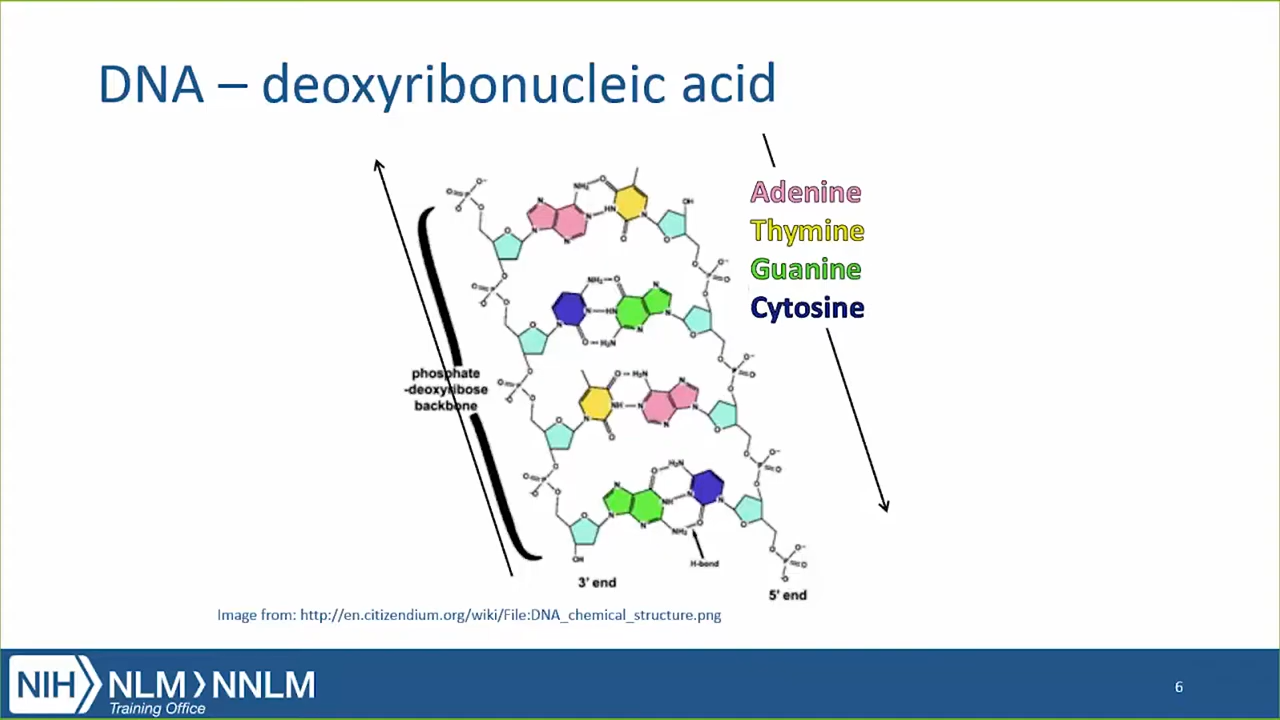 DNA – deoxyribonucleic acid
Adenine
Thymine
Guanine
Cytosine
phosphate
-deoxyribose
backbone
H-bond
3' end
5' end
Image from: http://en.citizendium.org/wiki/File:DNA_chemical_structure.png
NIH NLM NNLM
Training Office
6